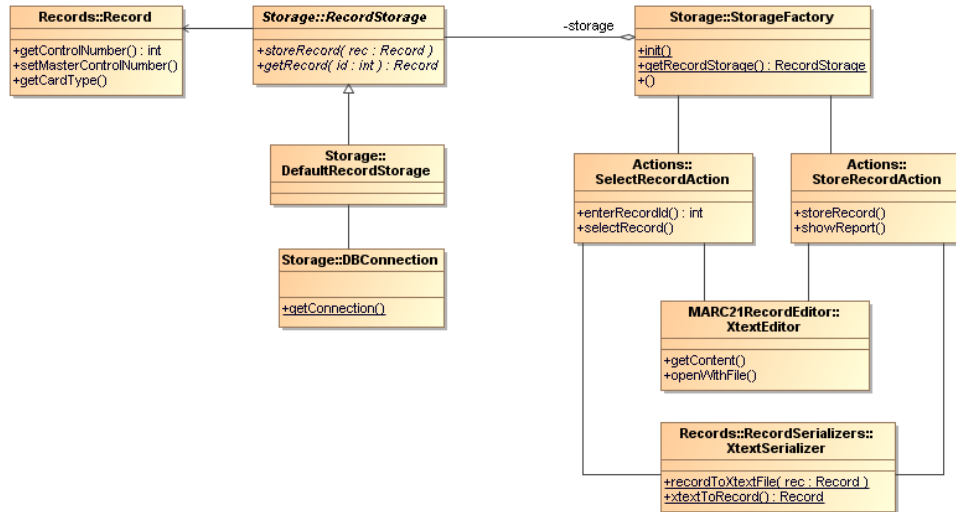 Records::Record
+getControlNumber() : int
+setMasterControlNumber()
+getCardType()
Storage::RecordStorage
+storeRecord( rec : Record )
+getRecord( id : int ) : Record
-storage
Storage::StorageFactory
+init()
+getRecordStorage() : RecordStorage
+()
Storage::
DefaultRecordStorage
Storage::DBConnection
+getConnection()
Actions::
SelectRecordAction
+enterRecordId() : int
+selectRecord()
Actions::
StoreRecordAction
+storeRecord()
+showReport()
MARC21RecordEditor::
XtextEditor
+getContent()
+openWithFile()
Records::RecordSerializers::
XtextSerializer
+recordToXtextFile( rec : Record )
+xtextToRecord() : Record